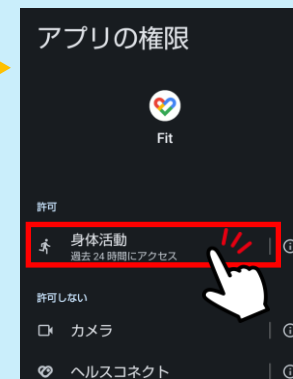 アプリの権限
Fit
許可
身体活動
過去 24 時間にアクセス
許可しない
カメラ
ヘルスコネクト